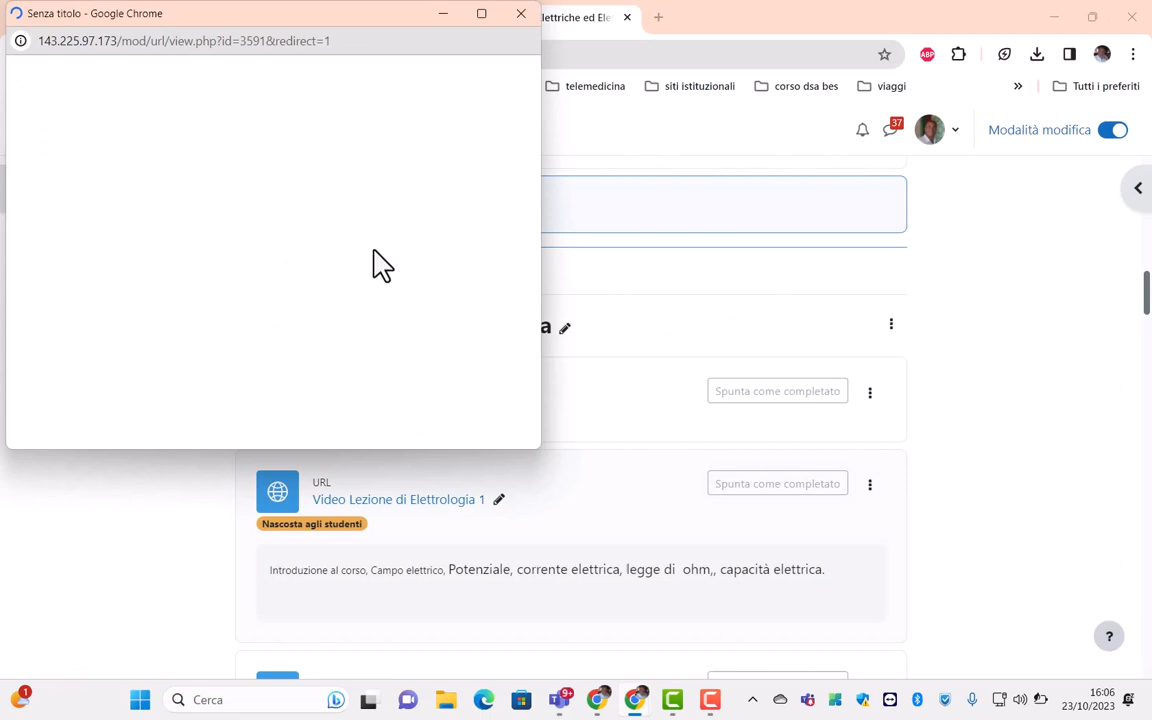 Senza titolo - Google Chrome
lettriche ed Ele
143.225.97.173/mod/url/view.php?id=3591&redirect=1
ABP
telemedicina
siti istituzionali
corso dsa bes
viaggi
»
Tutti i preferiti
37
Modalità modifica
a
Spunta come completato
URL
Video Lezione di Elettrologia 1
Spunta come completato
Nascosta agli studenti
Introduzione al corso, Campo elettrico, Potenziale, corrente elettrica, legge di ohm,, capacità elettrica.
?
1
Cerca
9+
16:06
23/10/2023